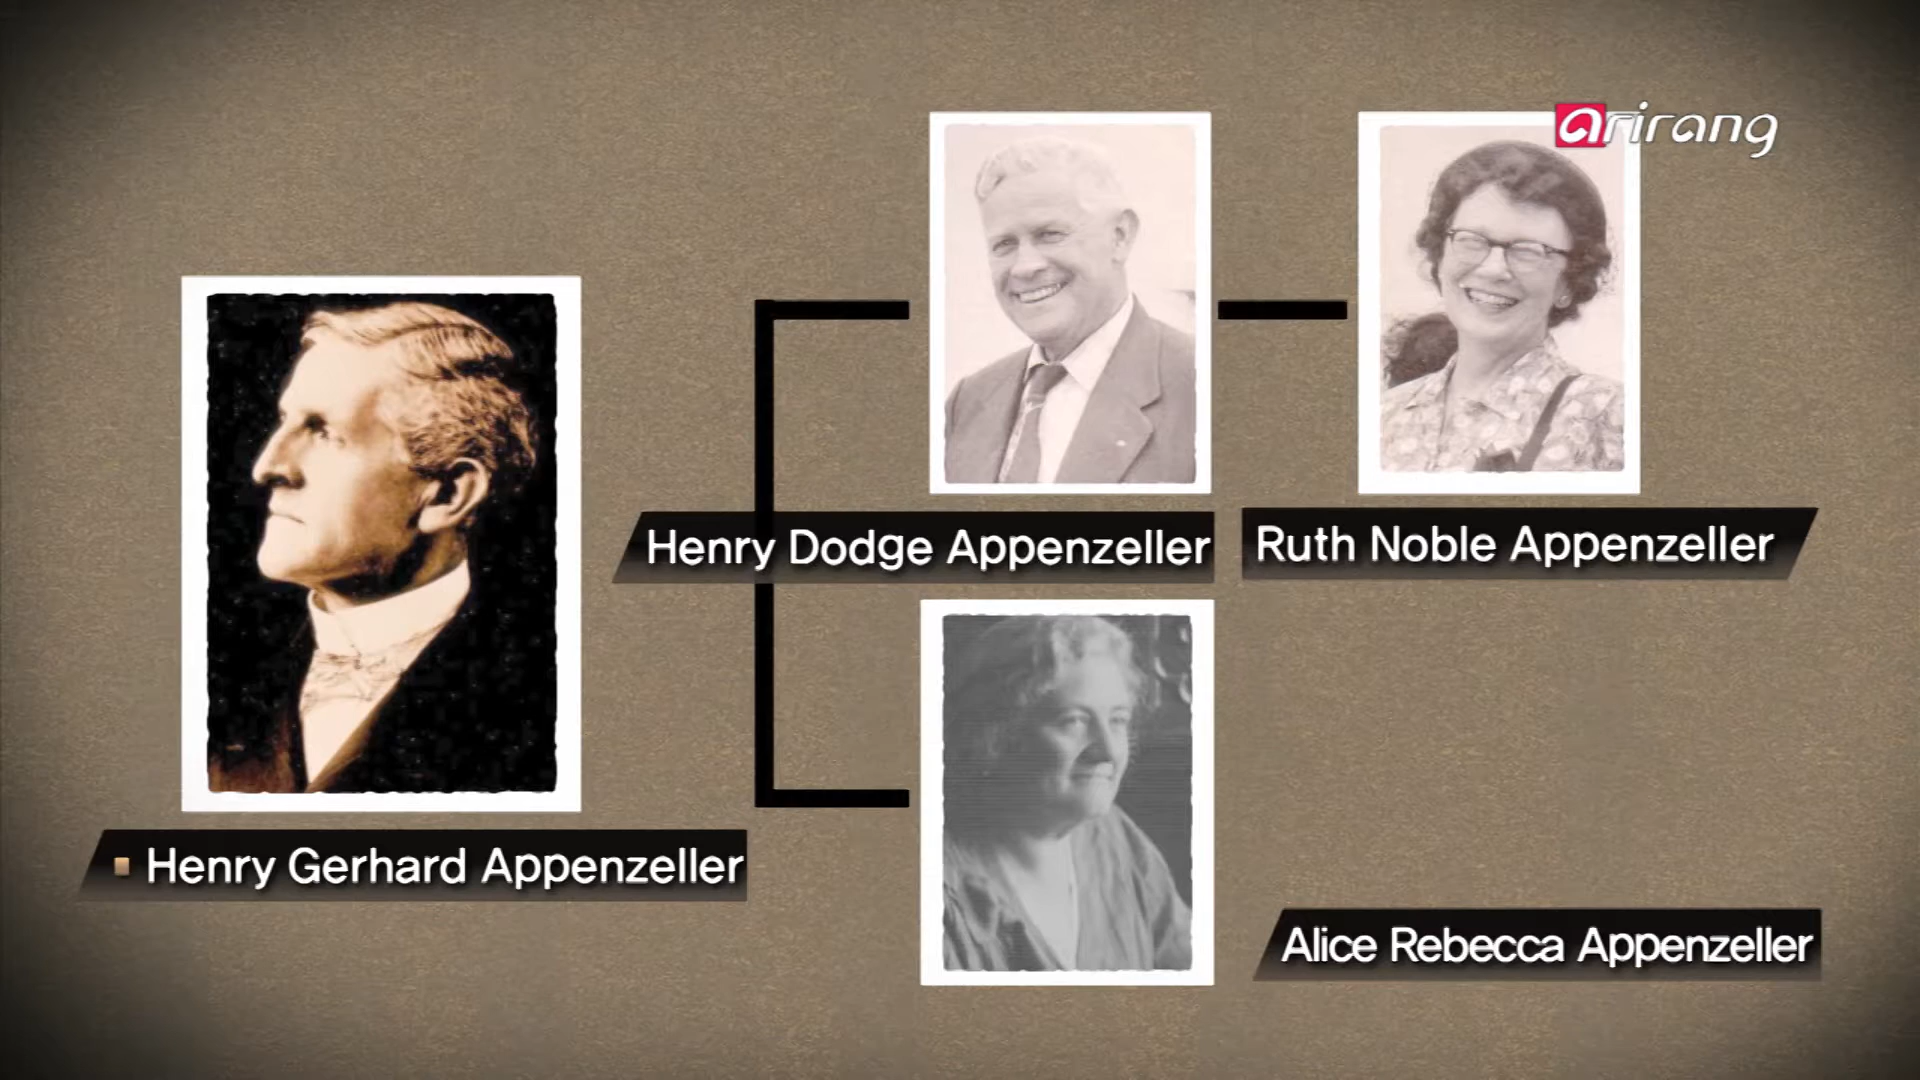 arirang
Henry Dodge Appenzeller
Ruth Noble Appenzeller
Henry Gerhard Appenzeller
Alice Rebecca Appenzeller